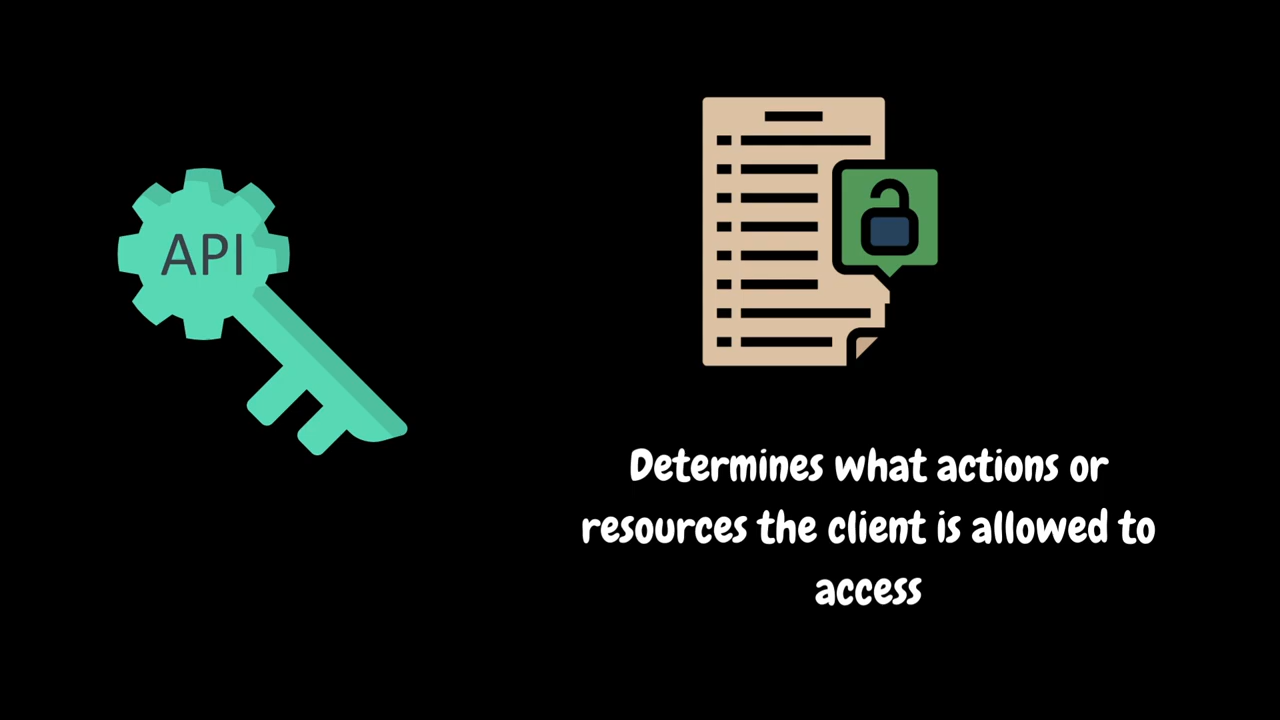 API
Determines what actions or
resources the client is allowed to
access